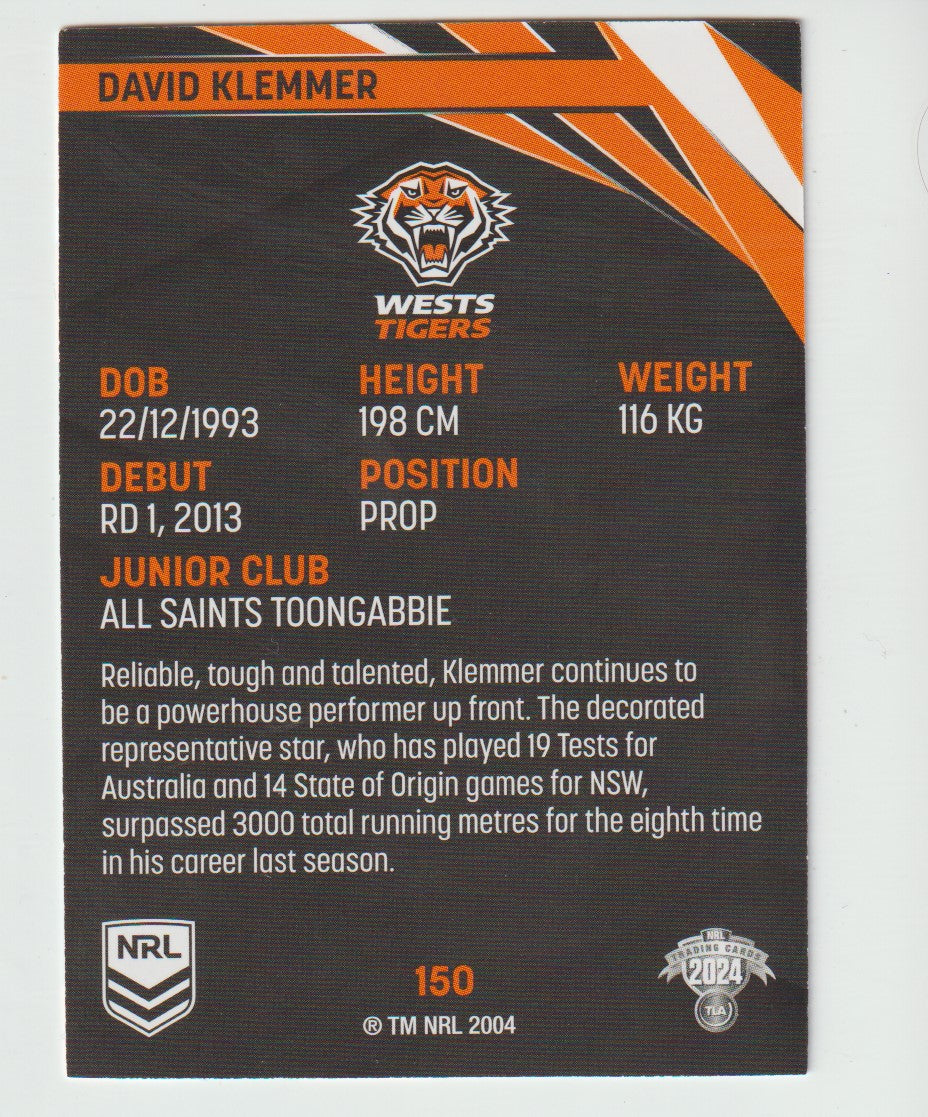 DAVID KLEMMER
WESTS
TIGERS
DOB
22/12/1993
HEIGHT
198 CM
WEIGHT
116 KG
DEBUT
RD 1, 2013
POSITION
PROP
JUNIOR CLUB
ALL SAINTS TOONGABBIE
Reliable, tough and talented, Klemmer continues to
be a powerhouse performer up front. The decorated
representative star, who has played 19 Tests for
Australia and 14 State of Origin games for NSW,
surpassed 3000 total running metres for the eighth time
in his career last season.
NRL
150
® TM NRL 2004
NRL
TRADING CARDS
2024
TLA